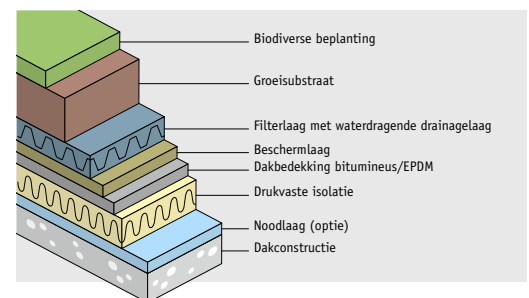 Biodiverse beplanting
Groeisubstraat
Filterlaag met waterdragende drainagelaag
Beschermlaag
Dakbedekking bitumineus/EPDM
Drukvaste isolatie
Noodlaag (optie)
Dakconstructie